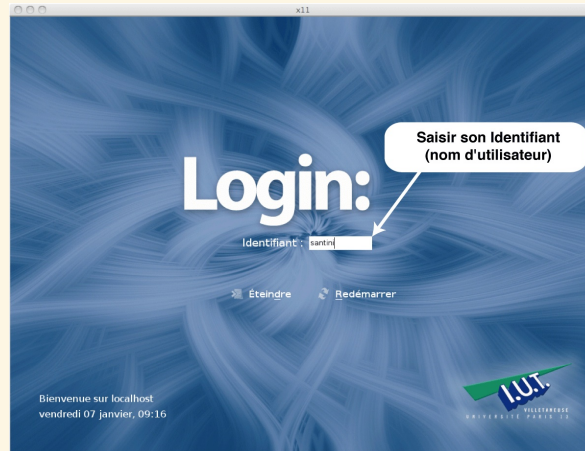 x11
Saisir son Identifiant
(nom d'utilisateur)
Login:
Identifiant : santini
Éteindre Redémarrer
Bienvenue sur localhost
vendredi 07 janvier, 09:16
I.U.T.
VILLETANEUSE
UNIVERSITÉ PARIS 13